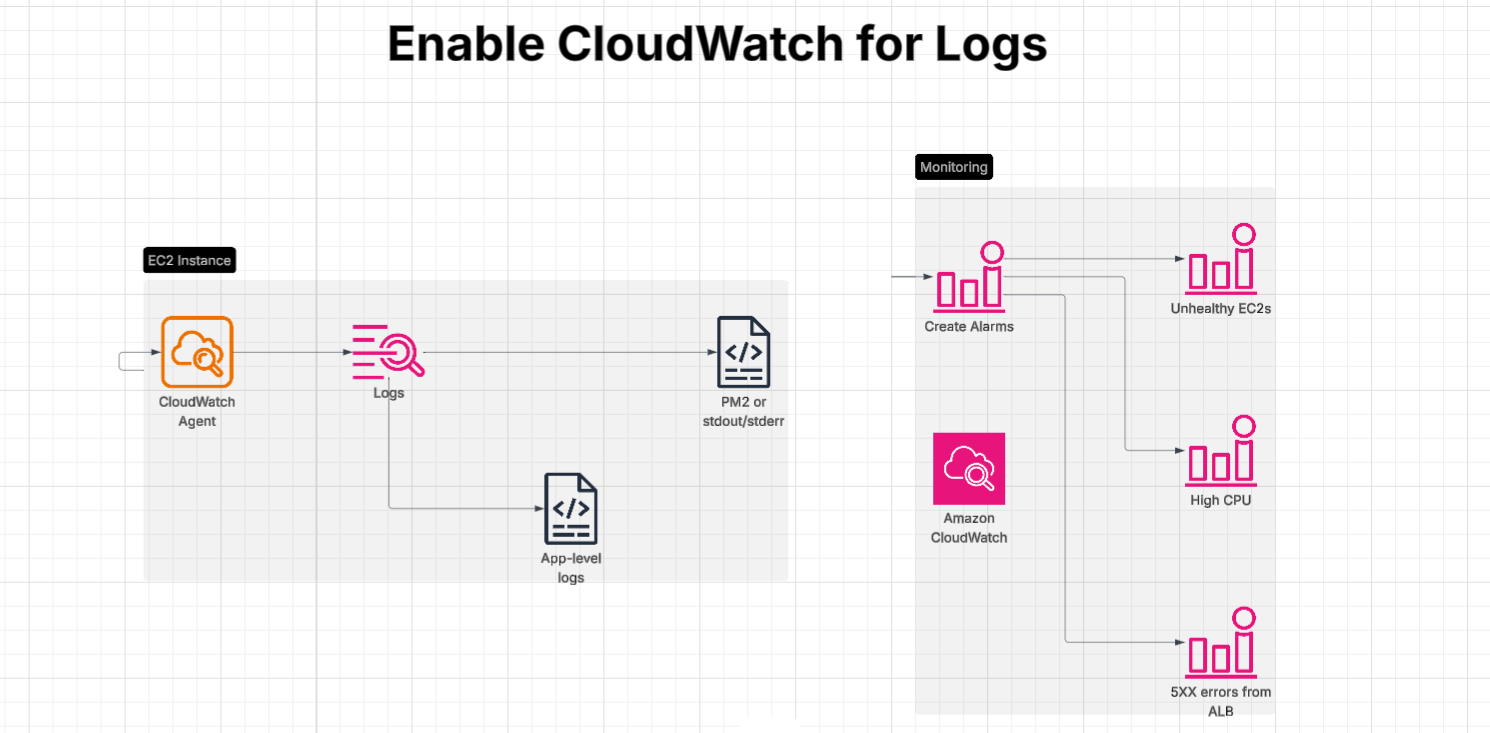 Enable CloudWatch for Logs
EC2 Instance
CloudWatch
Agent
Logs
PM2 or
stdout/stderr
App-level
logs
Monitoring
Create Alarms
Unhealthy EC2s
Amazon
CloudWatch
High CPU
5XX errors from
ALB